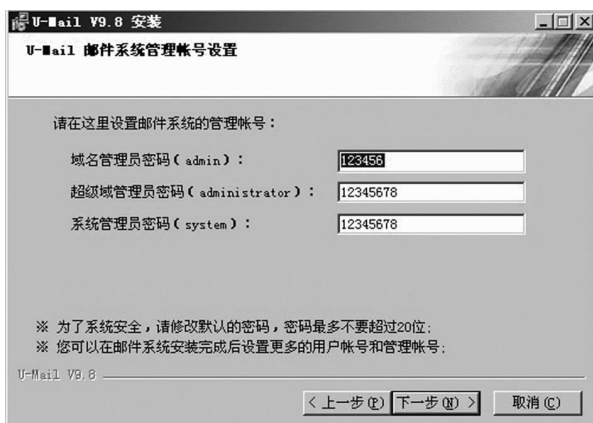 U-Mail V9.8 安装
U-Mail 邮件系统管理帐号设置
请在这里设置邮件系统的管理帐号：
域名管理员密码(admin)： 123456
超级域管理员密码(administrator)： 12345678
系统管理员密码(system)： 12345678
※ 为了系统安全，请修改默认的密码，密码最多不要超过20位;
※ 您可以在邮件系统安装完成后设置更多的用户帐号和管理帐号;
U-Mail V9.8
< 上一步(P) 下一步(N) > 取消(C)